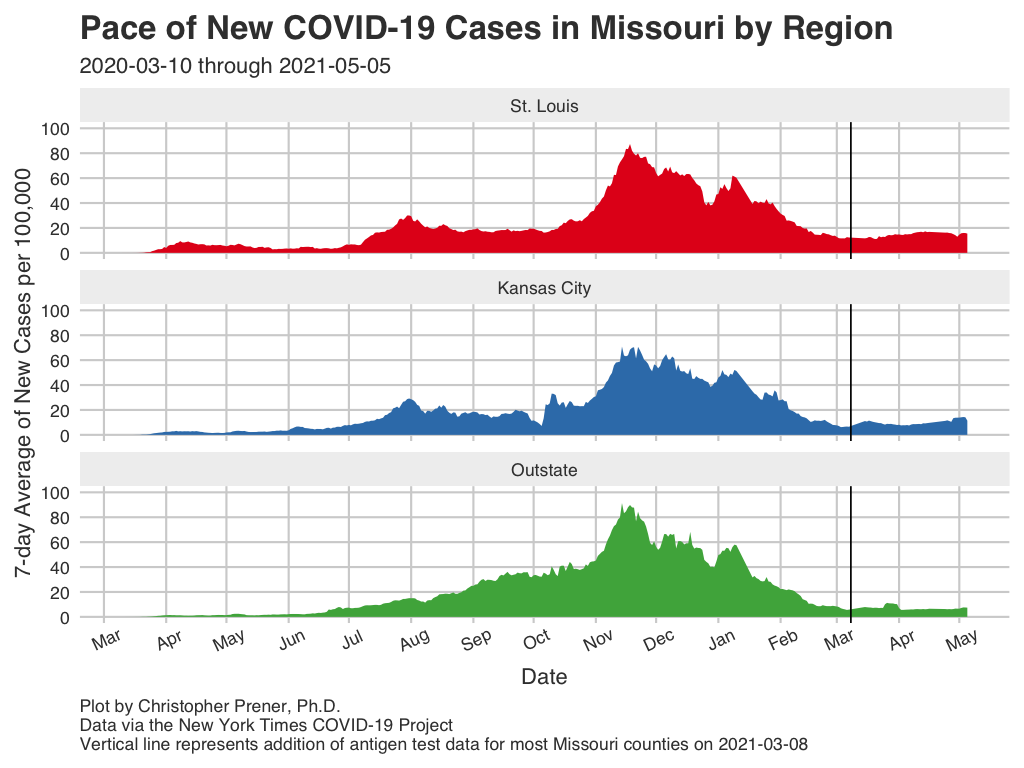 Pace of New COVID-19 Cases in Missouri by Region
2020-03-10 through 2021-05-05
7-day Average of New Cases per 100,000
St. Louis
100
80
60
40
20
0
Kansas City
100
80
60
40
20
0
Outstate
100
80
60
40
20
0
Mar Apr May Jun Jul Aug Sep Oct Nov Dec Jan Feb Mar Apr May
Date
Plot by Christopher Prener, Ph.D.
Data via the New York Times COVID-19 Project
Vertical line represents addition of antigen test data for most Missouri counties on 2021-03-08